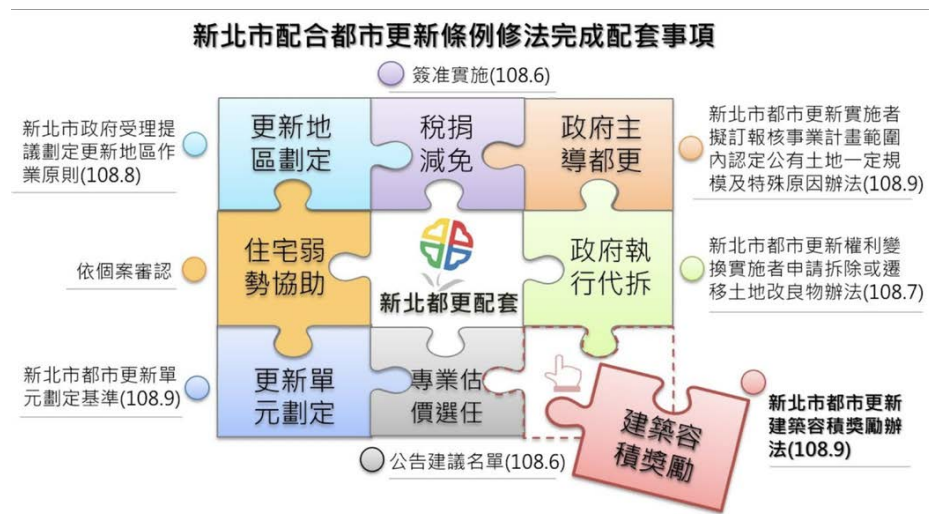 新北市配合都市更新條例修法完成配套事項
簽准實施(108.6)
新北市政府受理提
議劃定更新地區作
業原則(108.8)
更新地
區劃定
稅捐
減免
政府主
導都更
新北市都市更新實施者
擬訂報核事業計畫範圍
內認定公有土地一定規
模及特殊原因辦法(108.9)
依個案審認
住宅弱
勢協助
新北都更配套
政府執
行代拆
新北市都市更新權利變
換實施者申請拆除或遷
移土地改良物辦法(108.7)
新北市都市更新單
元劃定基準(108.9)
更新單
元劃定
專業估
價選任
建築容
積獎勵
新北市都市更新
建築容積獎勵辦
法(108.9)
公告建議名單(108.6)